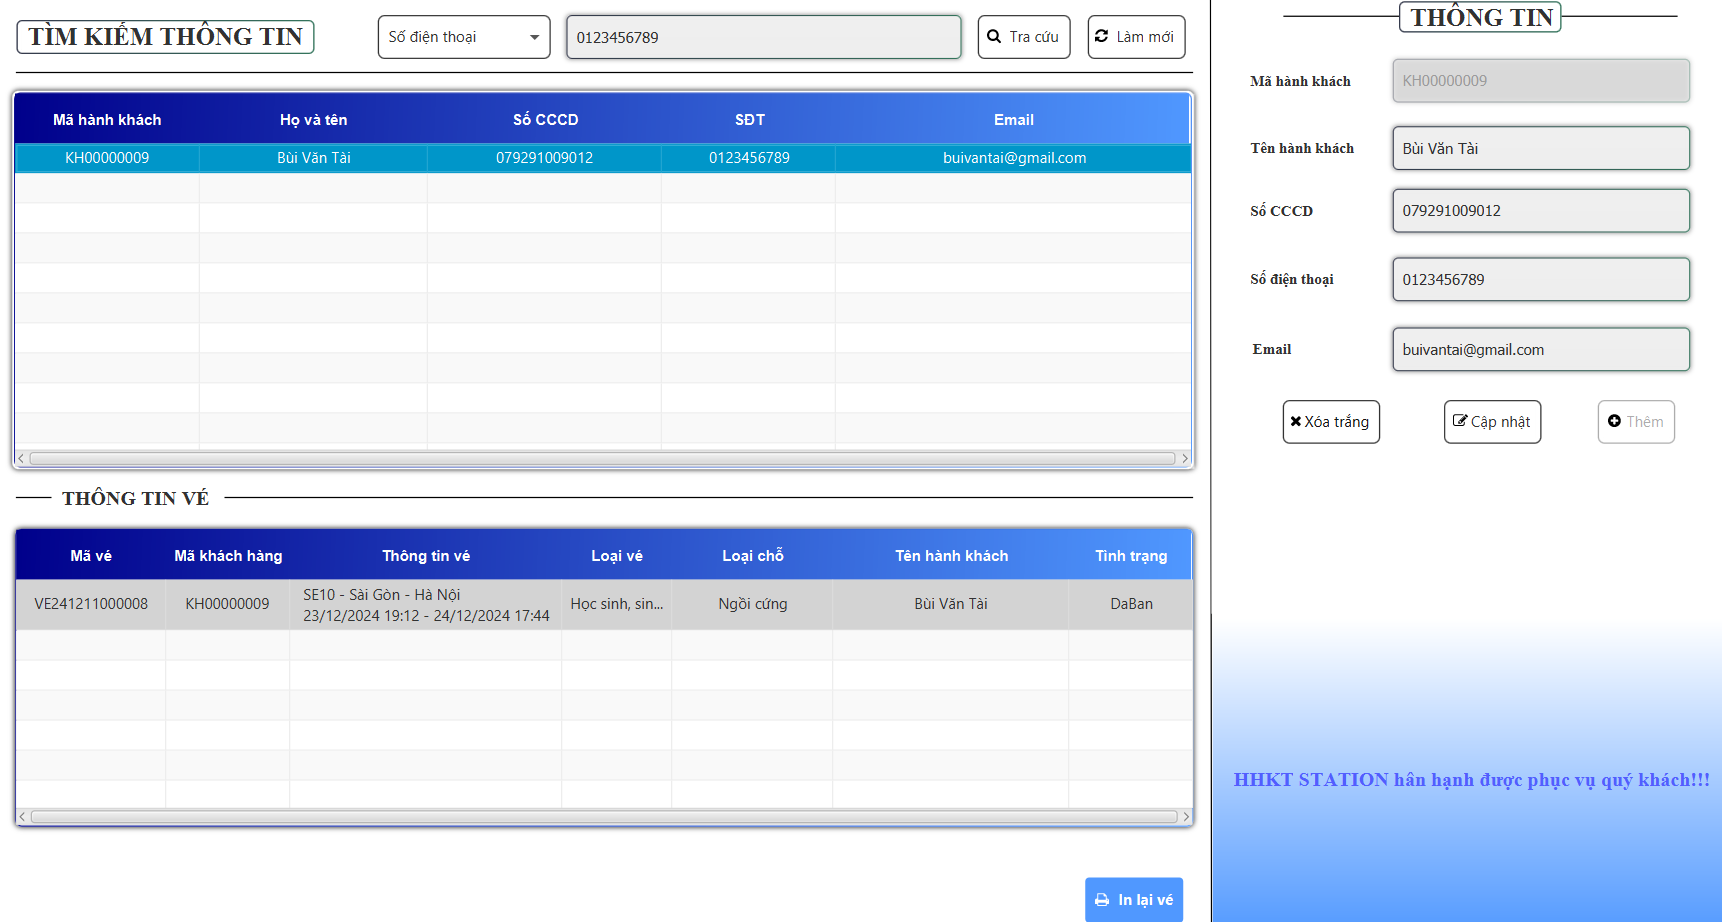 TÌM KIẾM THÔNG TIN
Số điện thoại
0123456789
Tra cứu
Làm mới
Mã hành khách Họ và tên Số CCCD SĐT Email
KH00000009 Bùi Văn Tài 079291009012 0123456789 buivantai@gmail.com
THÔNG TIN VÉ
Mã vé Mã khách hàng Thông tin vé Loại vé Loại chỗ Tên hành khách Tình trạng
VE241211000008 KH00000009 SE10 - Sài Gòn - Hà Nội
23/12/2024 19:12 - 24/12/2024 17:44 Học sinh, sin... Ngồi cứng Bùi Văn Tài DaBan
In lại vé
THÔNG TIN
Mã hành khách KH00000009
Tên hành khách Bùi Văn Tài
Số CCCD 079291009012
Số điện thoại 0123456789
Email buivantai@gmail.com
Xóa trắng
Cập nhật
Thêm
HHKT STATION hân hạnh được phục vụ quý khách!!!